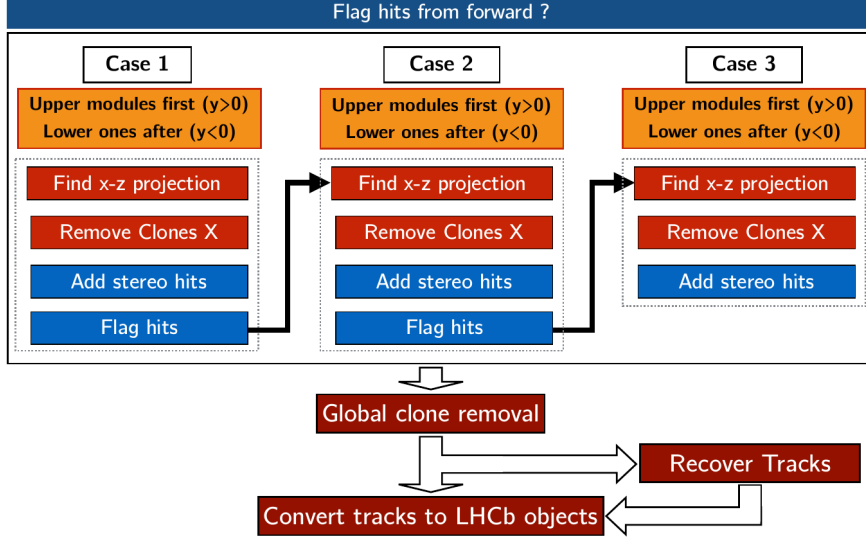 Flag hits from forward ?
Case 1
Upper modules first (y>0)
Lower ones after (y<0)
Find x-z projection
Remove Clones X
Add stereo hits
Flag hits
Case 2
Upper modules first (y>0)
Lower ones after (y<0)
Find x-z projection
Remove Clones X
Add stereo hits
Flag hits
Case 3
Upper modules first (y>0)
Lower ones after (y<0)
Find x-z projection
Remove Clones X
Add stereo hits
Global clone removal
Recover Tracks
Convert tracks to LHCb objects